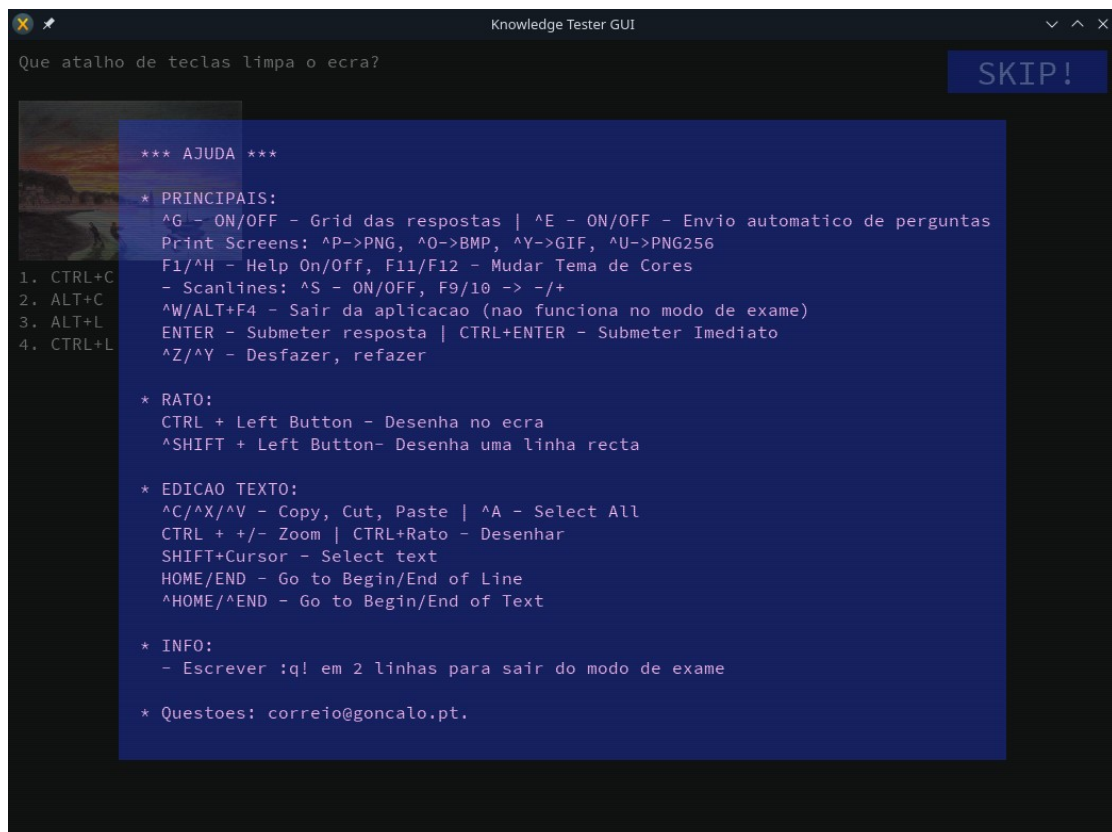 Knowledge Tester GUI
Que atalho de teclas limpa o ecra?
SKIP!
*** AJUDA ***
* PRINCIPAIS:
^G - ON/OFF - Grid das respostas | ^E - ON/OFF - Envio automatico de perguntas
Print Screens: ^P->PNG, ^O->BMP, ^Y->GIF, ^U->PNG256
F1/^H - Help On/Off, F11/F12 - Mudar Tema de Cores
- Scanlines: ^S - ON/OFF, F9/10 -> -/+
^W/ALT+F4 - Sair da aplicacao (nao funciona no modo de exame)
ENTER - Submeter resposta | CTRL+ENTER - Submeter Imediato
^Z/^Y - Desfazer, refazer
* RATO:
CTRL + Left Button - Desenha no ecra
^SHIFT + Left Button- Desenha uma linha recta
* EDICAO TEXTO:
^C/^X/^V - Copy, Cut, Paste | ^A - Select All
CTRL + +/- Zoom | CTRL+Rato - Desenhar
SHIFT+Cursor - Select text
HOME/END - Go to Begin/End of Line
^HOME/^END - Go to Begin/End of Text
* INFO:
- Escrever :q! em 2 linhas para sair do modo de exame
* Questoes: correio@goncalo.pt.
1. CTRL+C
2. ALT+C
3. ALT+L
4. CTRL+L